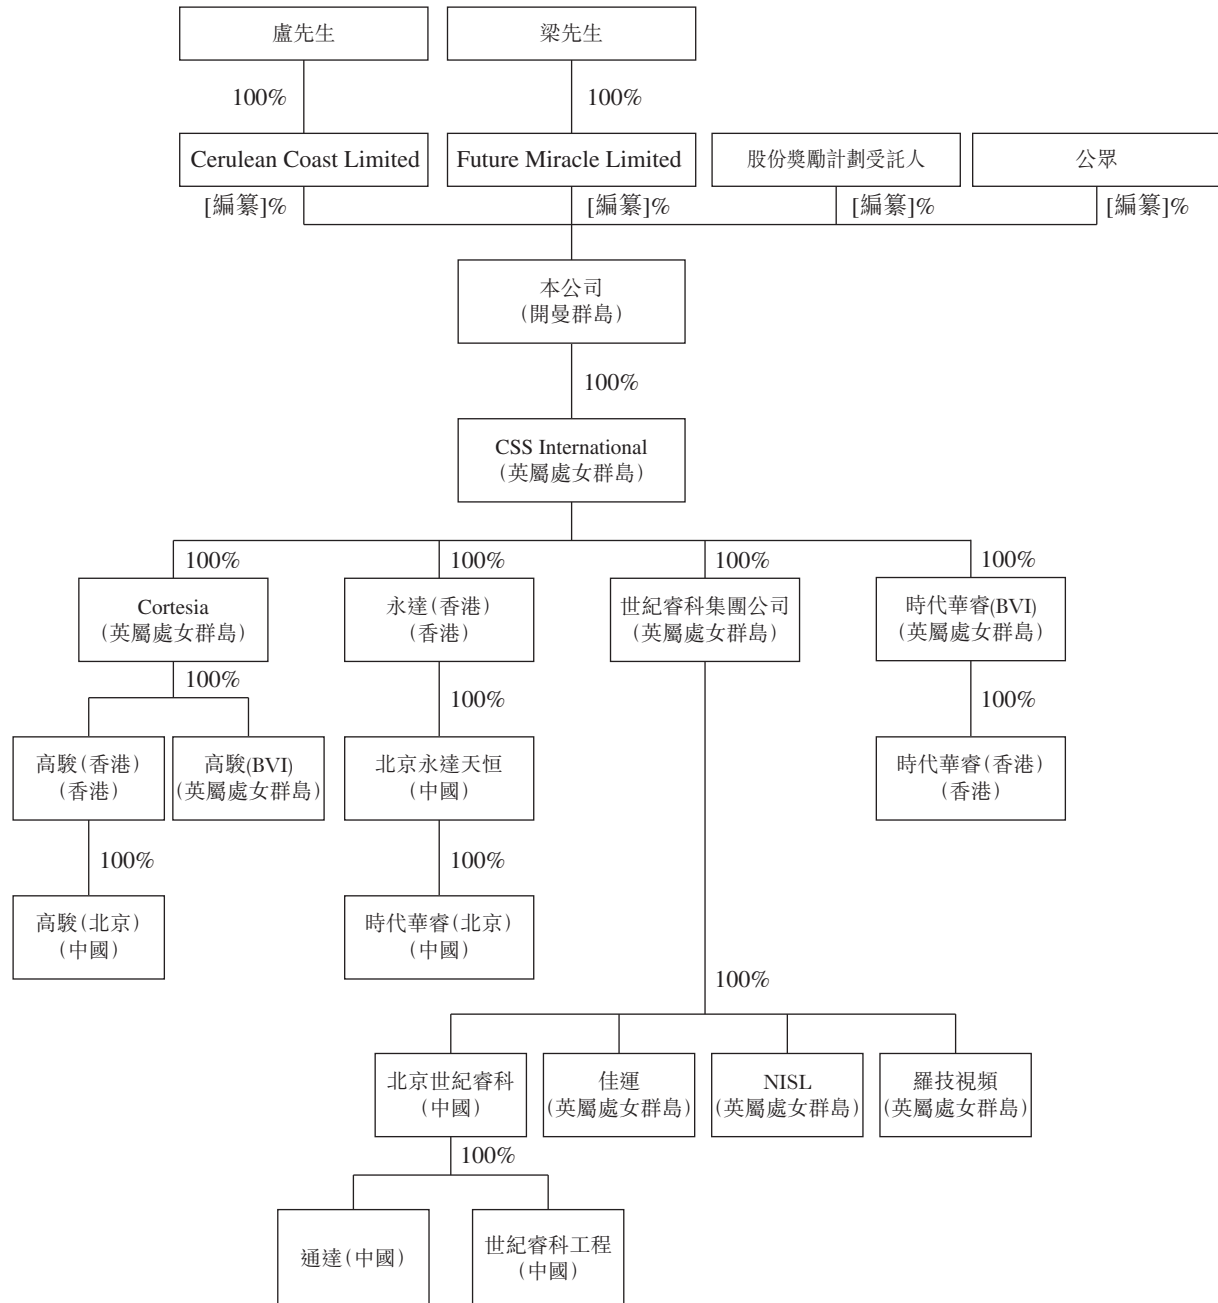 盧先生
梁先生
100%
100%
Cerulean Coast Limited
Future Miracle Limited
股份獎勵計劃受託人
公眾
[編纂]%
[編纂]%
[編纂]%
[編纂]%
本公司
(開曼群島)
100%
CSS International
(英屬處女群島)
100%
100%
100%
100%
Cortesia
(英屬處女群島)
永達(香港)
(香港)
世紀睿科集團公司
(英屬處女群島)
時代華睿(BVI)
(英屬處女群島)
100%
100%
100%
高駿(香港)
(香港)
高駿(BVI)
(英屬處女群島)
北京永達天恒
(中國)
時代華睿(香港)
(香港)
100%
100%
高駿(北京)
(中國)
時代華睿(北京)
(中國)
100%
北京世紀睿科
(中國)
佳運
(英屬處女群島)
NISL
(英屬處女群島)
羅技視頻
(英屬處女群島)
100%
通達(中國)
世紀睿科工程
(中國)